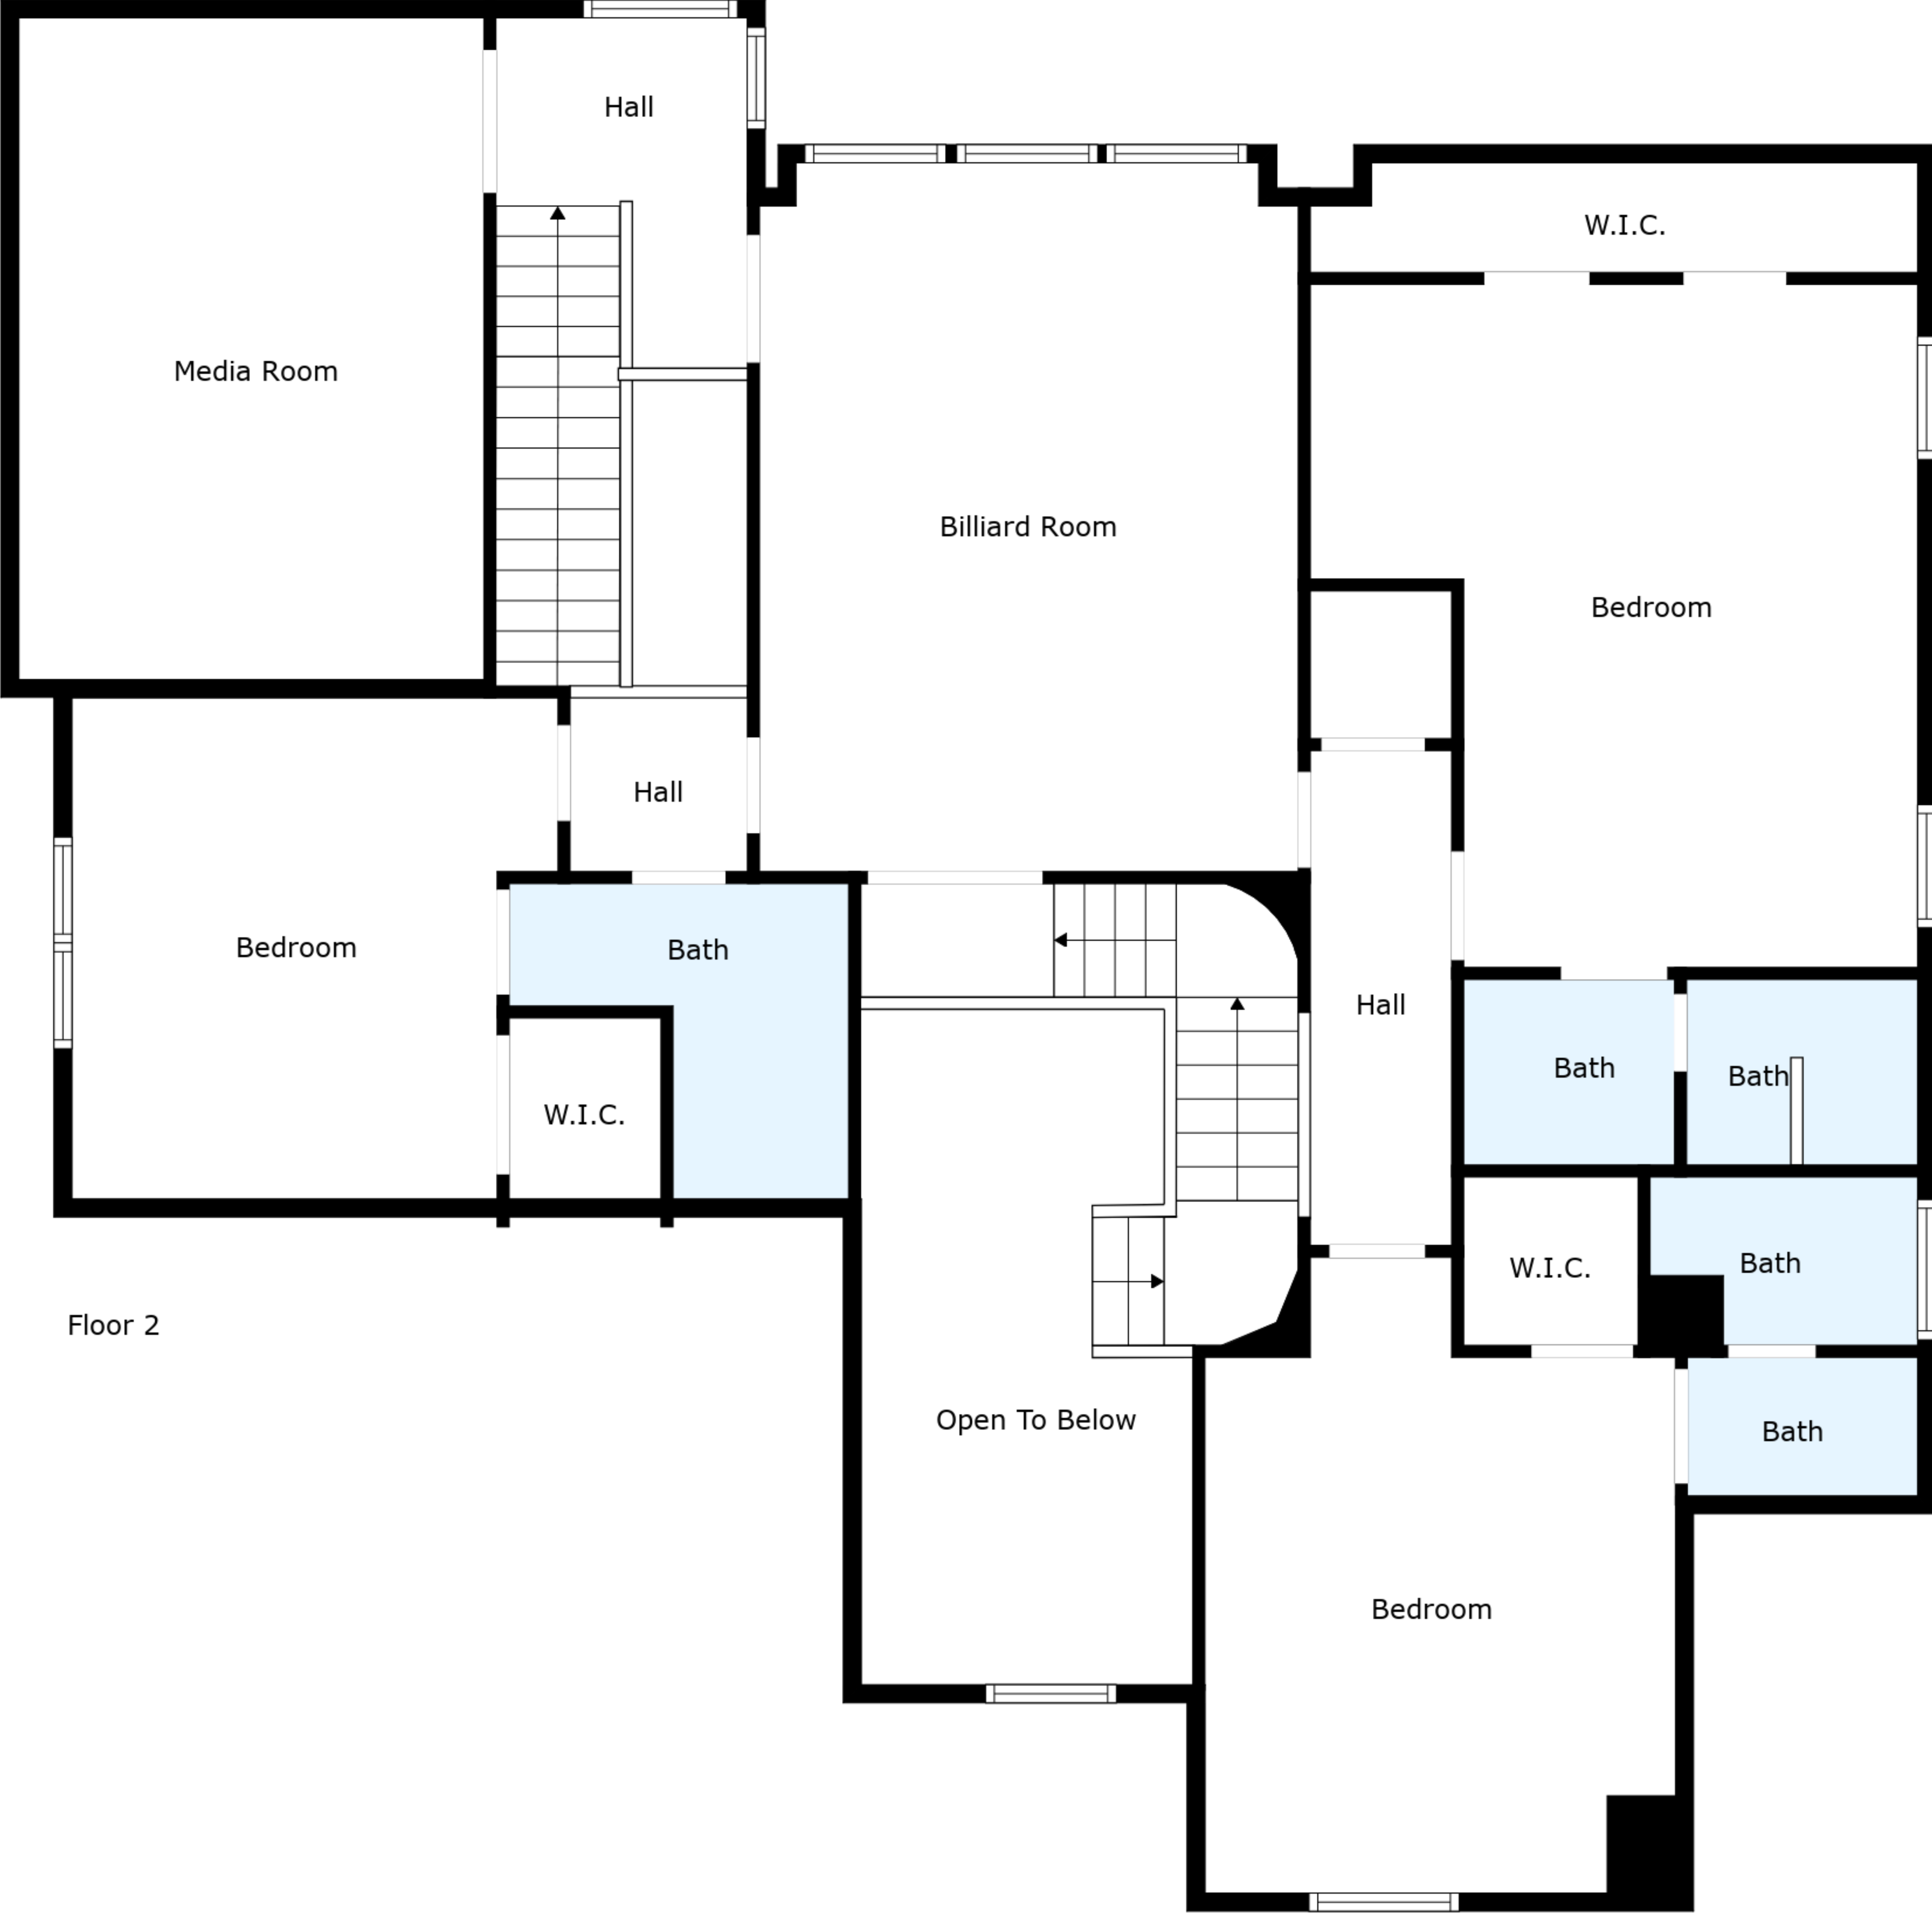 Hall
W.I.C.
Media Room
Billiard Room
Bedroom
Hall
Bedroom
Bath
Hall
Bath
Bath
W.I.C.
W.I.C.
Bath
Floor 2
Open To Below
Bath
Bedroom